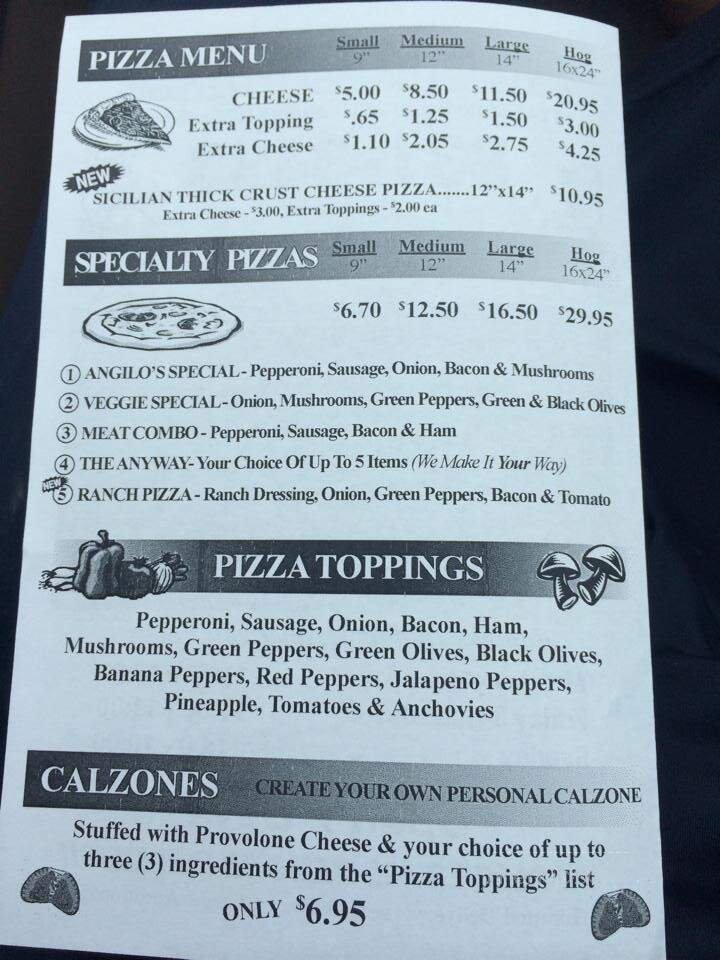 PIZZA MENU Small Medium Large Hog
9" 12" 14" 16x24"
CHEESE $5.00 $8.50 $11.50 $20.95
Extra Topping $.65 $1.25 $1.50 $3.00
Extra Cheese $1.10 $2.05 $2.75 $4.25
NEW
SICILIAN THICK CRUST CHEESE PIZZA.......12"x14" $10.95
Extra Cheese - $3.00, Extra Toppings - $2.00 ea
SPECIALTY PIZZAS Small Medium Large Hog
9" 12" 14" 16x24"
$6.70 $12.50 $16.50 $29.95
1 ANGILO'S SPECIAL - Pepperoni, Sausage, Onion, Bacon & Mushrooms
2 VEGGIE SPECIAL - Onion, Mushrooms, Green Peppers, Green & Black Olives
3 MEAT COMBO - Pepperoni, Sausage, Bacon & Ham
4 THE ANYWAY- Your Choice Of Up To 5 Items (We Make It Your Way)
NEW
5 RANCH PIZZA - Ranch Dressing, Onion, Green Peppers, Bacon & Tomato
PIZZA TOPPINGS
Pepperoni, Sausage, Onion, Bacon, Ham,
Mushrooms, Green Peppers, Green Olives, Black Olives,
Banana Peppers, Red Peppers, Jalapeno Peppers,
Pineapple, Tomatoes & Anchovies
CALZONES CREATE YOUR OWN PERSONAL CALZONE
Stuffed with Provolone Cheese & your choice of up to
three (3) ingredients from the "Pizza Toppings" list
ONLY $6.95